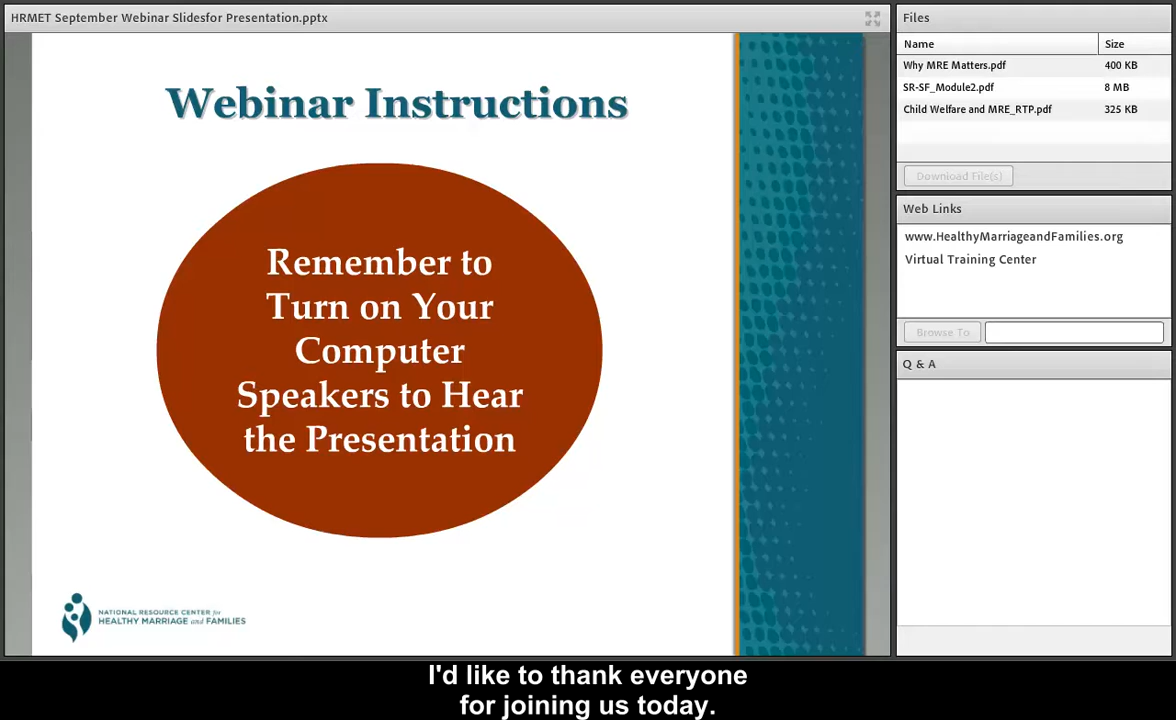 HRMET September Webinar Slidesfor Presentation.pptx
Webinar Instructions
Remember to
Turn on Your
Computer
Speakers to Hear
the Presentation
NATIONAL RESOURCE CENTER for
HEALTHY MARRIAGE and FAMILIES
Files
Name Size
Why MRE Matters.pdf 400 KB
SR-SF_Module2.pdf 8 MB
Child Welfare and MRE_RTP.pdf 325 KB
Download File(s)
Web Links
www.HealthyMarriageandFamilies.org
Virtual Training Center
Browse To
Q & A
I'd like to thank everyone
for joining us today.